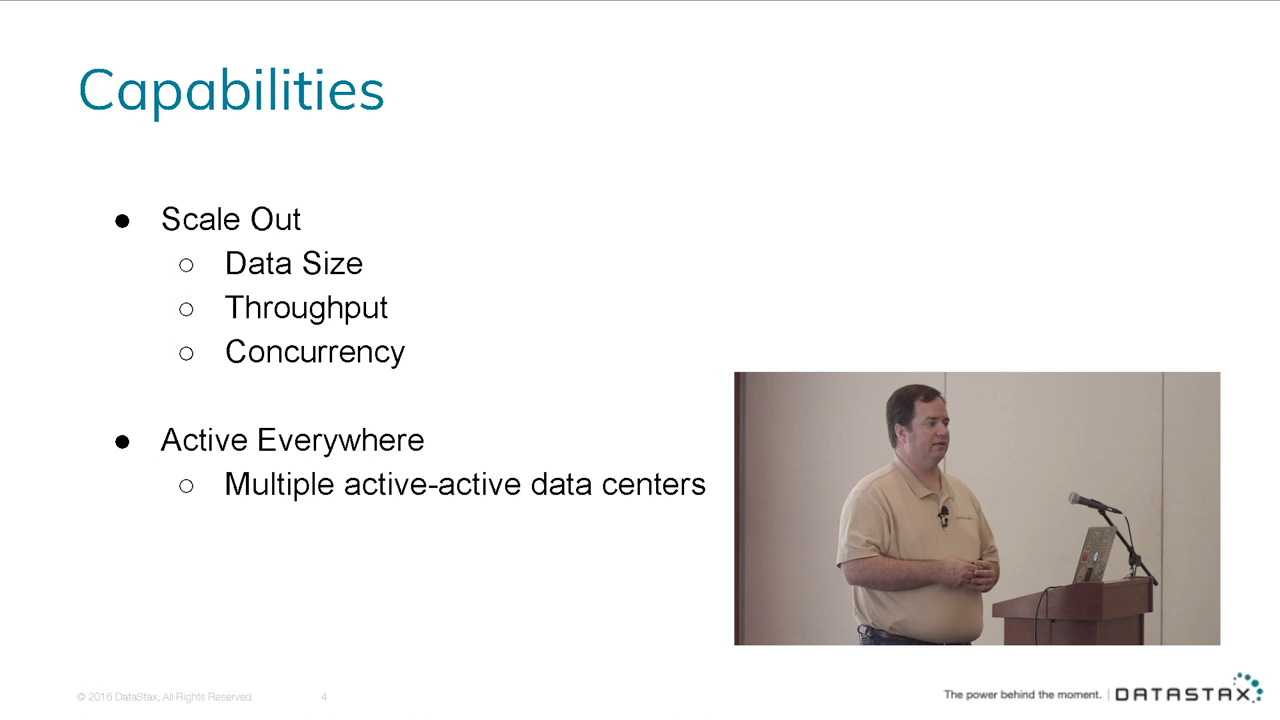 Capabilities
● Scale Out
○ Data Size
○ Throughput
○ Concurrency
● Active Everywhere
○ Multiple active-active data centers
© 2016 DataStax, All Rights Reserved. 4
The power behind the moment. | DATASTAX